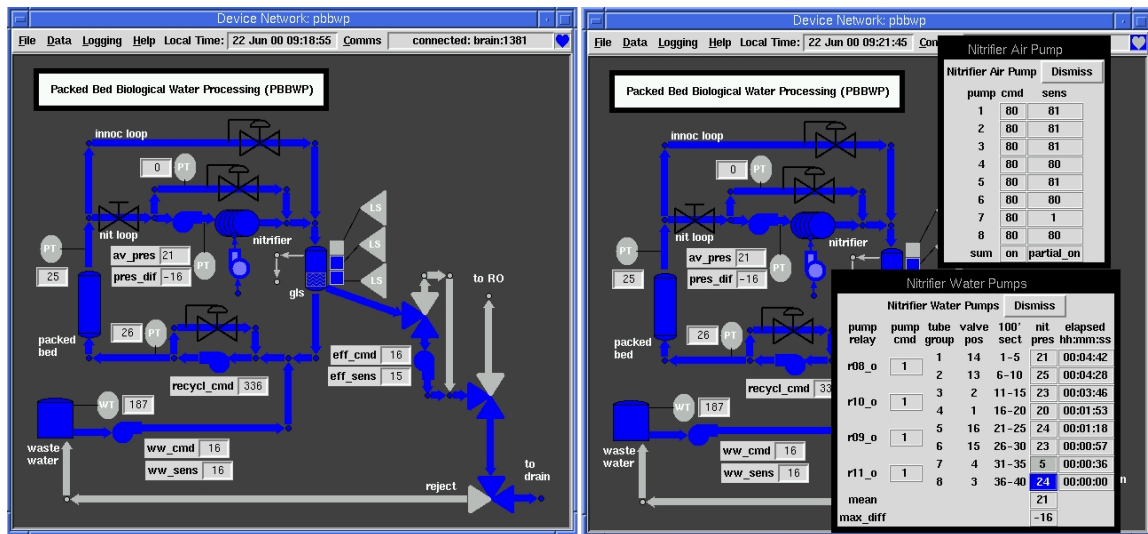 Device Network: pbbwp
File Data Logging Help Local Time: 22 Jun 00 09:18:55 Comms connected: brain:1381
Packed Bed Biological Water Processing (PBBWP)
innoc loop
0 PT
nit loop
nitrifier
PT
25
av_pres 21
pres_dif -16
PT
LS
LS
LS
gls
to RO
packed
bed
26 PT
eff_cmd 16
eff_sens 15
recycl_cmd 336
WT 187
waste
water
ww_cmd 16
ww_sens 16
reject
to
drain
Device Network: pbbwp
File Data Logging Help Local Time: 22 Jun 00 09:21:45 Con
Packed Bed Biological Water Processing (PBBWP)
innoc loop
0 PT
nit loop
nitrifier
PT
25
av_pres 21
pres_dif -16
PT
gls
packed
bed
26 PT
recycl_cmd 33
WT 187
waste
water
ww_cmd 16
ww_sens 16
n
Nitrifier Air Pump
Nitrifier Air Pump Dismiss
pump cmd sens
1 80 81
2 80 81
3 80 81
4 80 80
5 80 81
6 80 80
7 80 1
8 80 80
sum on partial_on
Nitrifier Water Pumps
Nitrifier Water Pumps Dismiss
pump pump tube valve 100' nit elapsed
relay cmd group pos sect pres hh:mm:ss
r08_o 1
1 14 1-5 21 00:04:42
2 13 6-10 25 00:04:28
r10_o 1
3 2 11-15 23 00:03:46
4 1 16-20 20 00:01:53
r09_o 1
5 16 21-25 24 00:01:18
6 15 26-30 23 00:00:57
r11_o 1
7 4 31-35 5 00:00:36
8 3 36-40 24 00:00:00
mean 21
max_diff -16